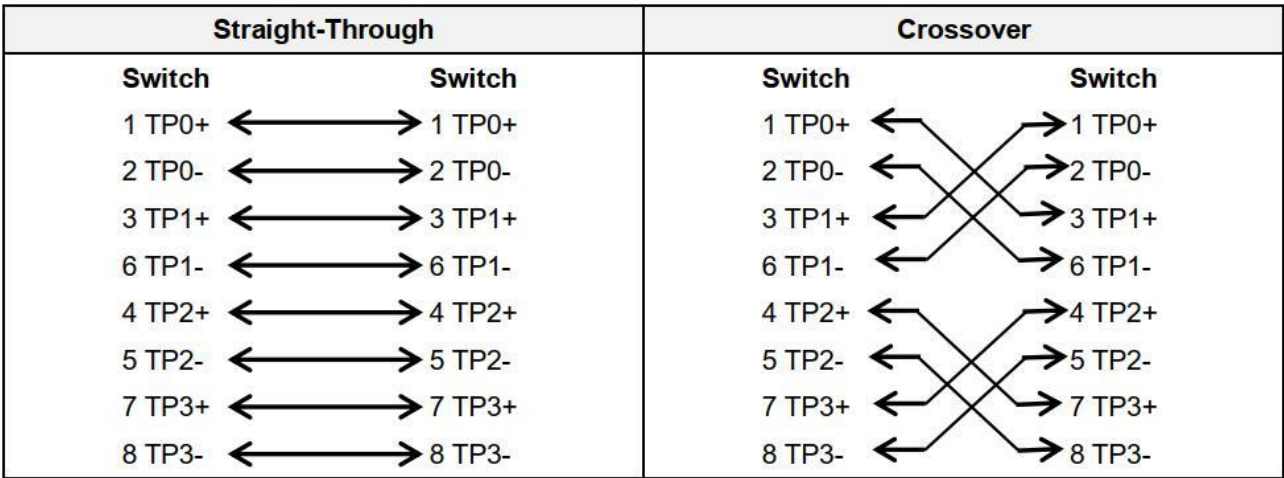 Straight-Through Crossover
Switch Switch Switch Switch
1 TP0+ 1 TP0+ 1 TP0+ 1 TP0+
2 TP0- 2 TP0- 2 TP0- 2 TP0-
3 TP1+ 3 TP1+ 3 TP1+ 3 TP1+
6 TP1- 6 TP1- 6 TP1- 6 TP1-
4 TP2+ 4 TP2+ 4 TP2+ 4 TP2+
5 TP2- 5 TP2- 5 TP2- 5 TP2-
7 TP3+ 7 TP3+ 7 TP3+ 7 TP3+
8 TP3- 8 TP3- 8 TP3- 8 TP3-